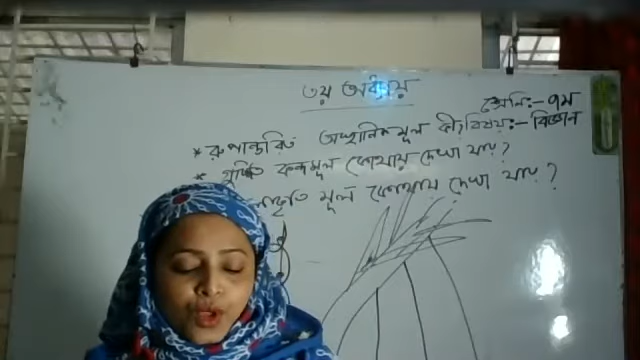 ৩য় অধ্যায়
শ্রেনি:- ৭ম
বিষয়:- বিজ্ঞান
* রুপান্তরিত অস্থানিক মূল কী?
* গুচ্ছিত কন্দমূল কোথায় দেখা যায়?
মূল কোথায় দেখা যায়?